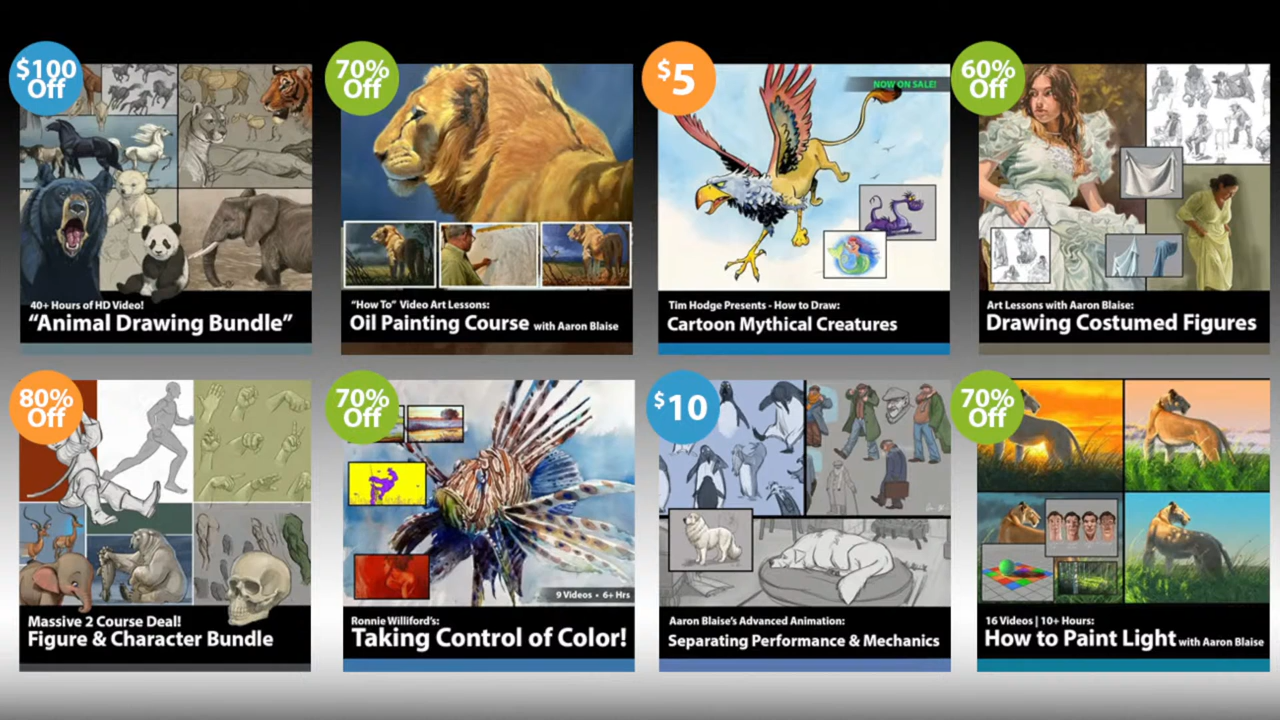 $100
Off
40+ Hours of HD Video!
“Animal Drawing Bundle”
70%
Off
“How To” Video Art Lessons:
Oil Painting Course with Aaron Blaise
$5
NOW ON SALE!
Tim Hodge Presents - How to Draw:
Cartoon Mythical Creatures
60%
Off
Art Lessons with Aaron Blaise:
Drawing Costumed Figures
80%
Off
Massive 2 Course Deal!
Figure & Character Bundle
70%
Off
9 Videos • 6+ Hrs
Ronnie Williford's:
Taking Control of Color!
$10
Aaron Blaise's Advanced Animation:
Separating Performance & Mechanics
70%
Off
16 Videos | 10+ Hours:
How to Paint Light with Aaron Blaise